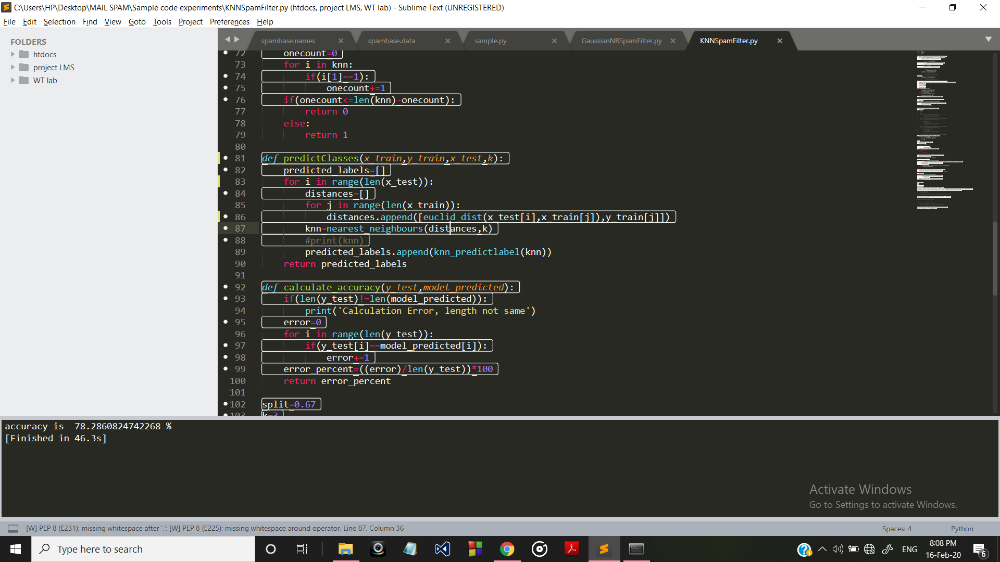 C:\Users\HP\Desktop\MAIL SPAM\Sample code experiments\KNNSpamFilter.py (htdocs, project LMS, WT lab) - Sublime Text (UNREGISTERED)
File Edit Selection Find View Goto Tools Project Preferences Help
FOLDERS
htdocs
project LMS
WT lab
spambase.names spambase.data sample.py GaussianNBSpamFilter.py KNNSpamFilter.py
72 onecount=0
73 for i in knn:
74 if(i[1]==1):
75 onecount+=1
76 if(onecount<=len(knn)-onecount):
77 return 0
78 else:
79 return 1
80
81 def predictClasses(x_train,y_train,x_test,k):
82 predicted_labels=[]
83 for i in range(len(x_test)):
84 distances=[]
85 for j in range(len(x_train)):
86 distances.append([euclid_dist(x_test[i],x_train[j]),y_train[j]])
87 knn=nearest_neighbours(distances,k)
88 #print(knn)
89 predicted_labels.append(knn_predictlabel(knn))
90 return predicted_labels
91
92 def calculate_accuracy(y_test,model_predicted):
93 if(len(y_test)!=len(model_predicted)):
94 print('Calculation Error, length not same')
95 error=0
96 for i in range(len(y_test)):
97 if(y_test[i]==model_predicted[i]):
98 error+=1
99 error_percent=((error)/len(y_test))*100
100 return error_percent
101
102 split=0.67
103 k=3
accuracy is  78.2860824742268 %
[Finished in 46.3s]
Activate Windows
Go to Settings to activate Windows.
[W] PEP 8 (E231): missing whitespace after ','; [W] PEP 8 (E225): missing whitespace around operator, Line 87, Column 36
Spaces: 4 Python
Type here to search
ENG
8:08 PM
16-Feb-20
6